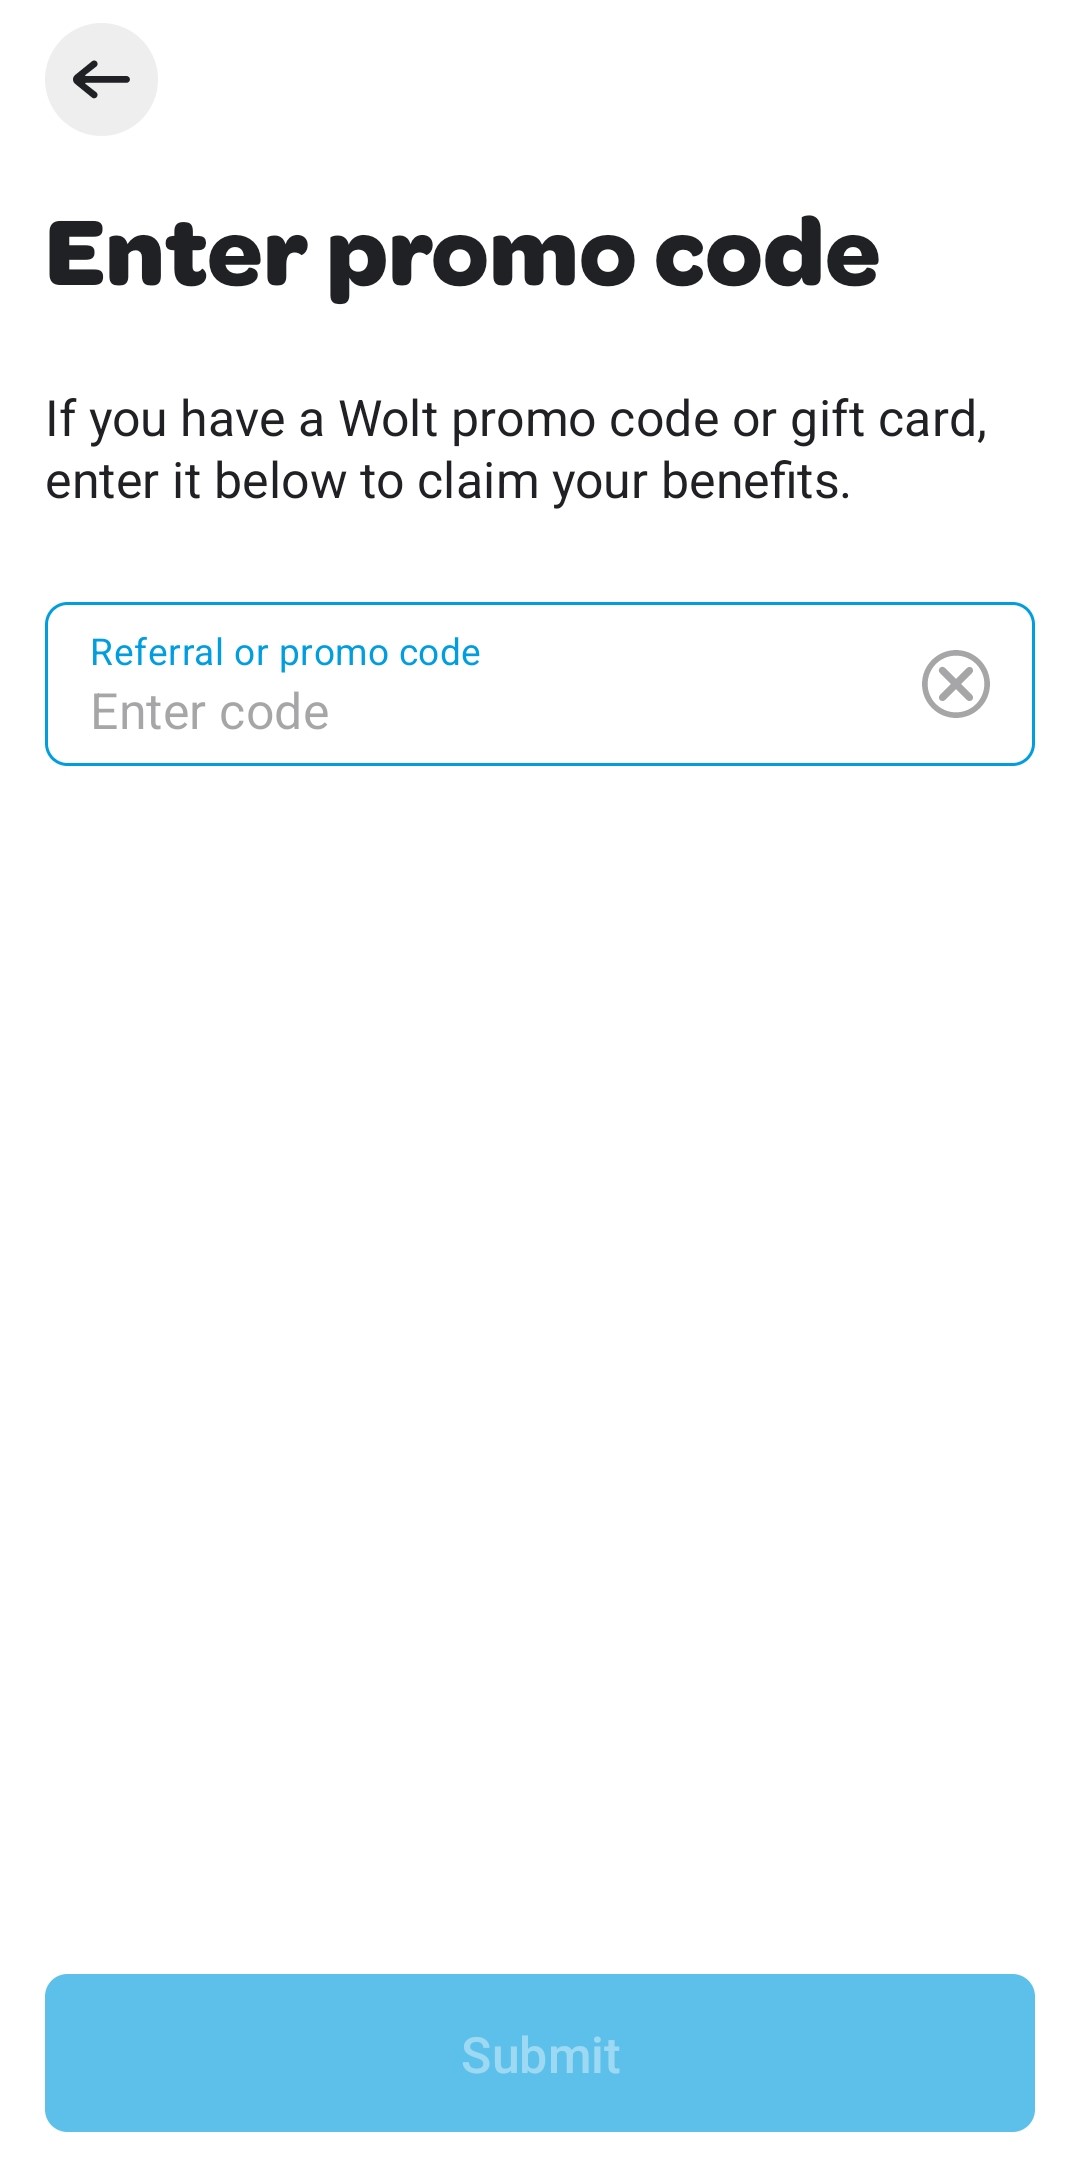 Enter promo code
If you have a Wolt promo code or gift card,
enter it below to claim your benefits.
Referral or promo code
Enter code
Submit